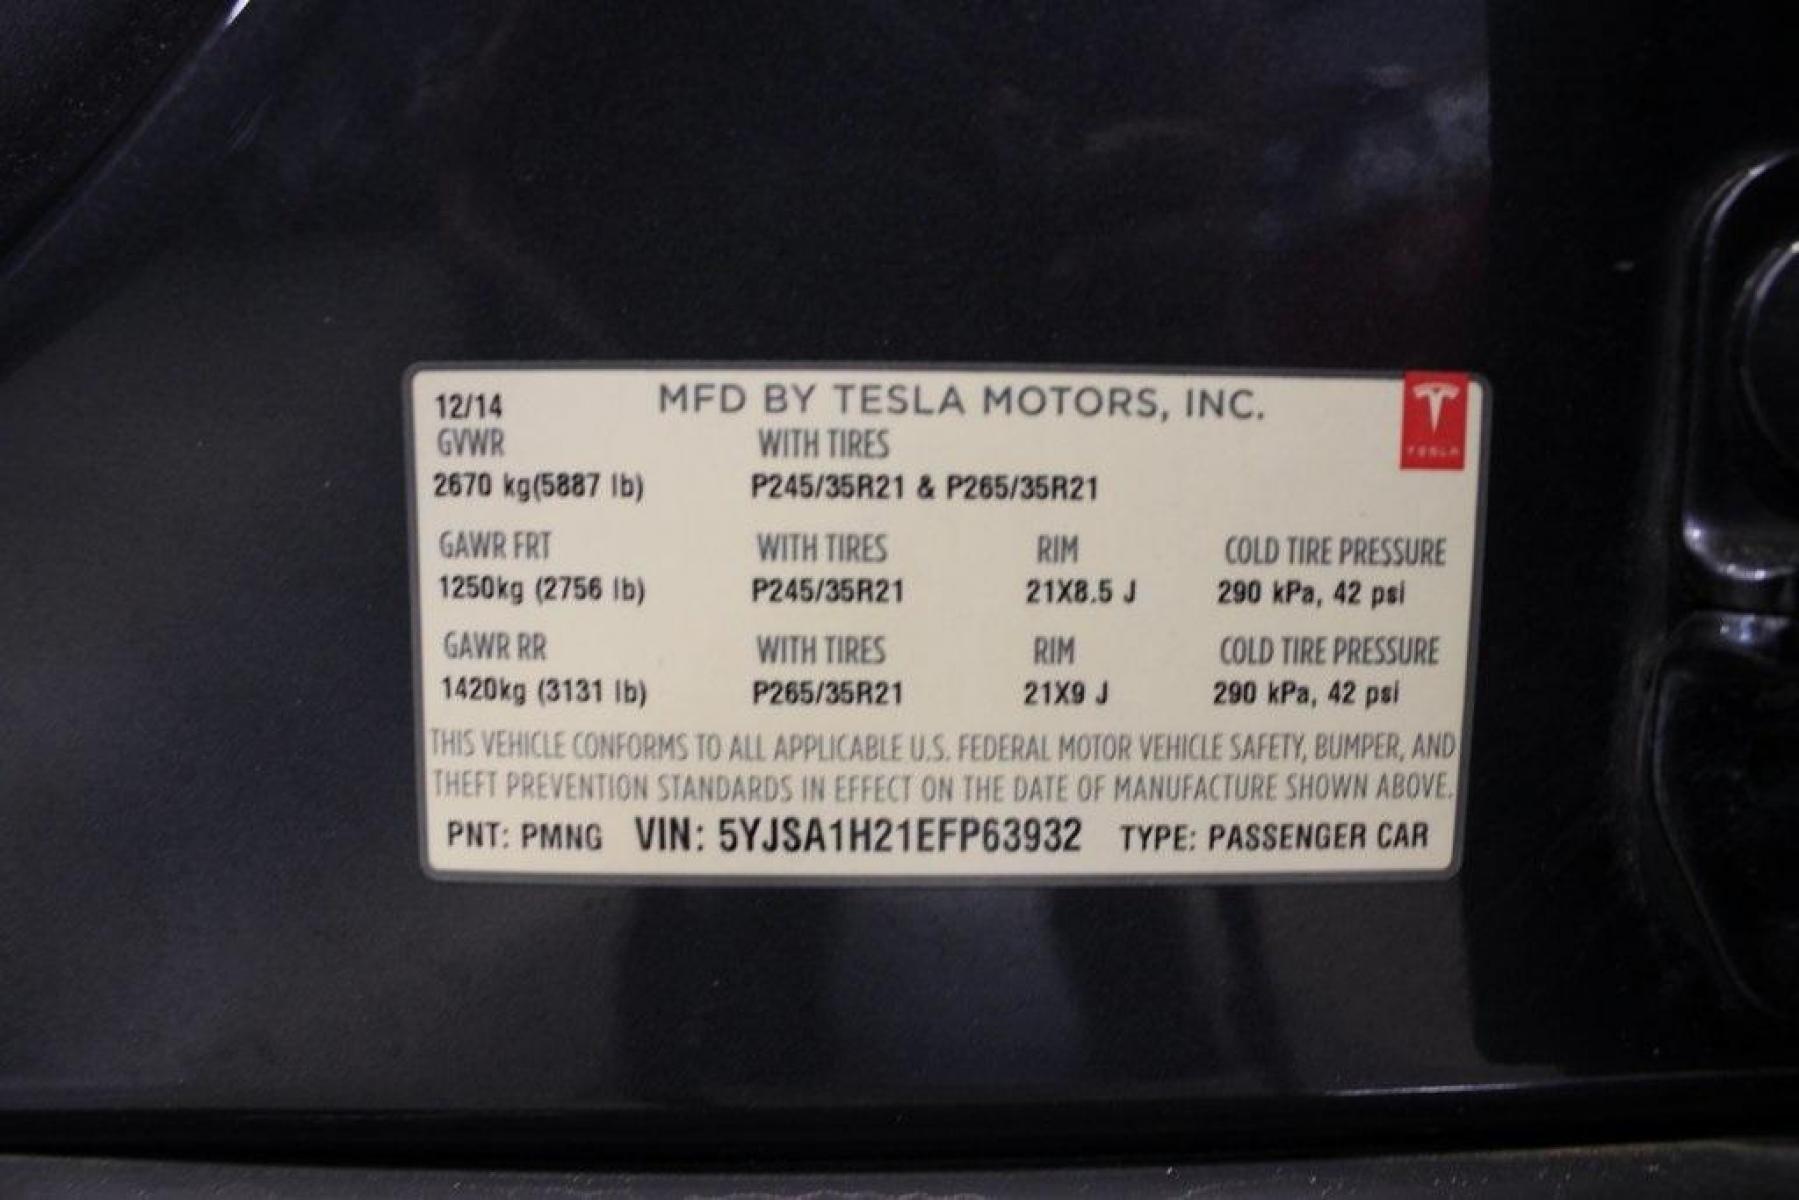 12/14 MFD BY TESLA MOTORS, INC.
TESLA
GVWR WITH TIRES
2670 kg(5887 lb) P245/35R21 & P265/35R21
GAWR FRT WITH TIRES RIM COLD TIRE PRESSURE
1250kg (2756 lb) P245/35R21 21X8.5 J 290 kPa, 42 psi
GAWR RR WITH TIRES RIM COLD TIRE PRESSURE
1420kg (3131 lb) P265/35R21 21X9 J 290 kPa, 42 psi
THIS VEHICLE CONFORMS TO ALL APPLICABLE U.S. FEDERAL MOTOR VEHICLE SAFETY, BUMPER, AND
THEFT PREVENTION STANDARDS IN EFFECT ON THE DATE OF MANUFACTURE SHOWN ABOVE.
PNT: PMNG VIN: 5YJSA1H21EFP63932 TYPE: PASSENGER CAR